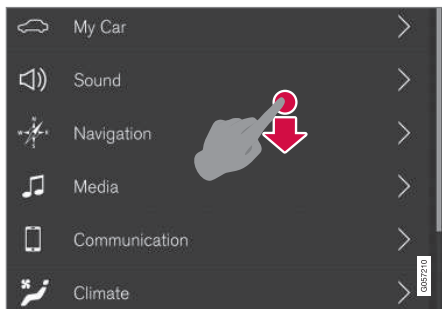 My Car
Sound
N
W
S
Navigation
Media
Communication
Climate
G057210